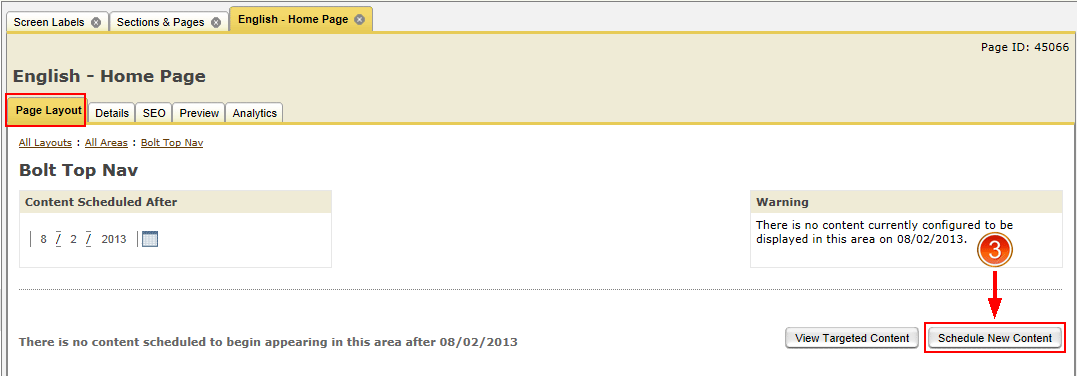 Screen Labels Sections & Pages English - Home Page
Page ID: 45066
English - Home Page
Page Layout Details SEO Preview Analytics
All Layouts : All Areas : Bolt Top Nav
Bolt Top Nav
Content Scheduled After
8 / 2 / 2013
Warning
There is no content currently configured to be
displayed in this area on 08/02/2013.
3
There is no content scheduled to begin appearing in this area after 08/02/2013
View Targeted Content Schedule New Content